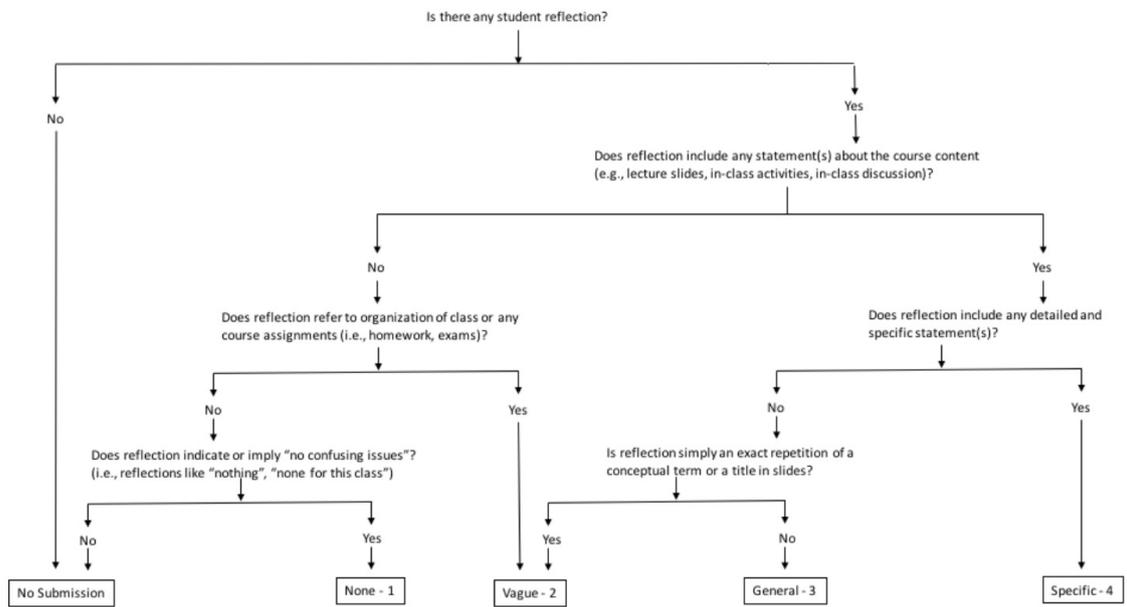 Is there any student reflection?
No
Yes
Does reflection include any statement(s) about the course content
(e.g., lecture slides, in-class activities, in-class discussion)?
No
Yes
Does reflection refer to organization of class or any
course assignments (i.e., homework, exams)?
Does reflection include any detailed and
specific statement(s)?
No
Yes
No
Yes
Does reflection indicate or imply “no confusing issues”?
(i.e., reflections like “nothing”, “none for this class”)
Is reflection simply an exact repetition of a
conceptual term or a title in slides?
No
Yes
Yes
No
No Submission
None - 1
Vague - 2
General - 3
Specific - 4